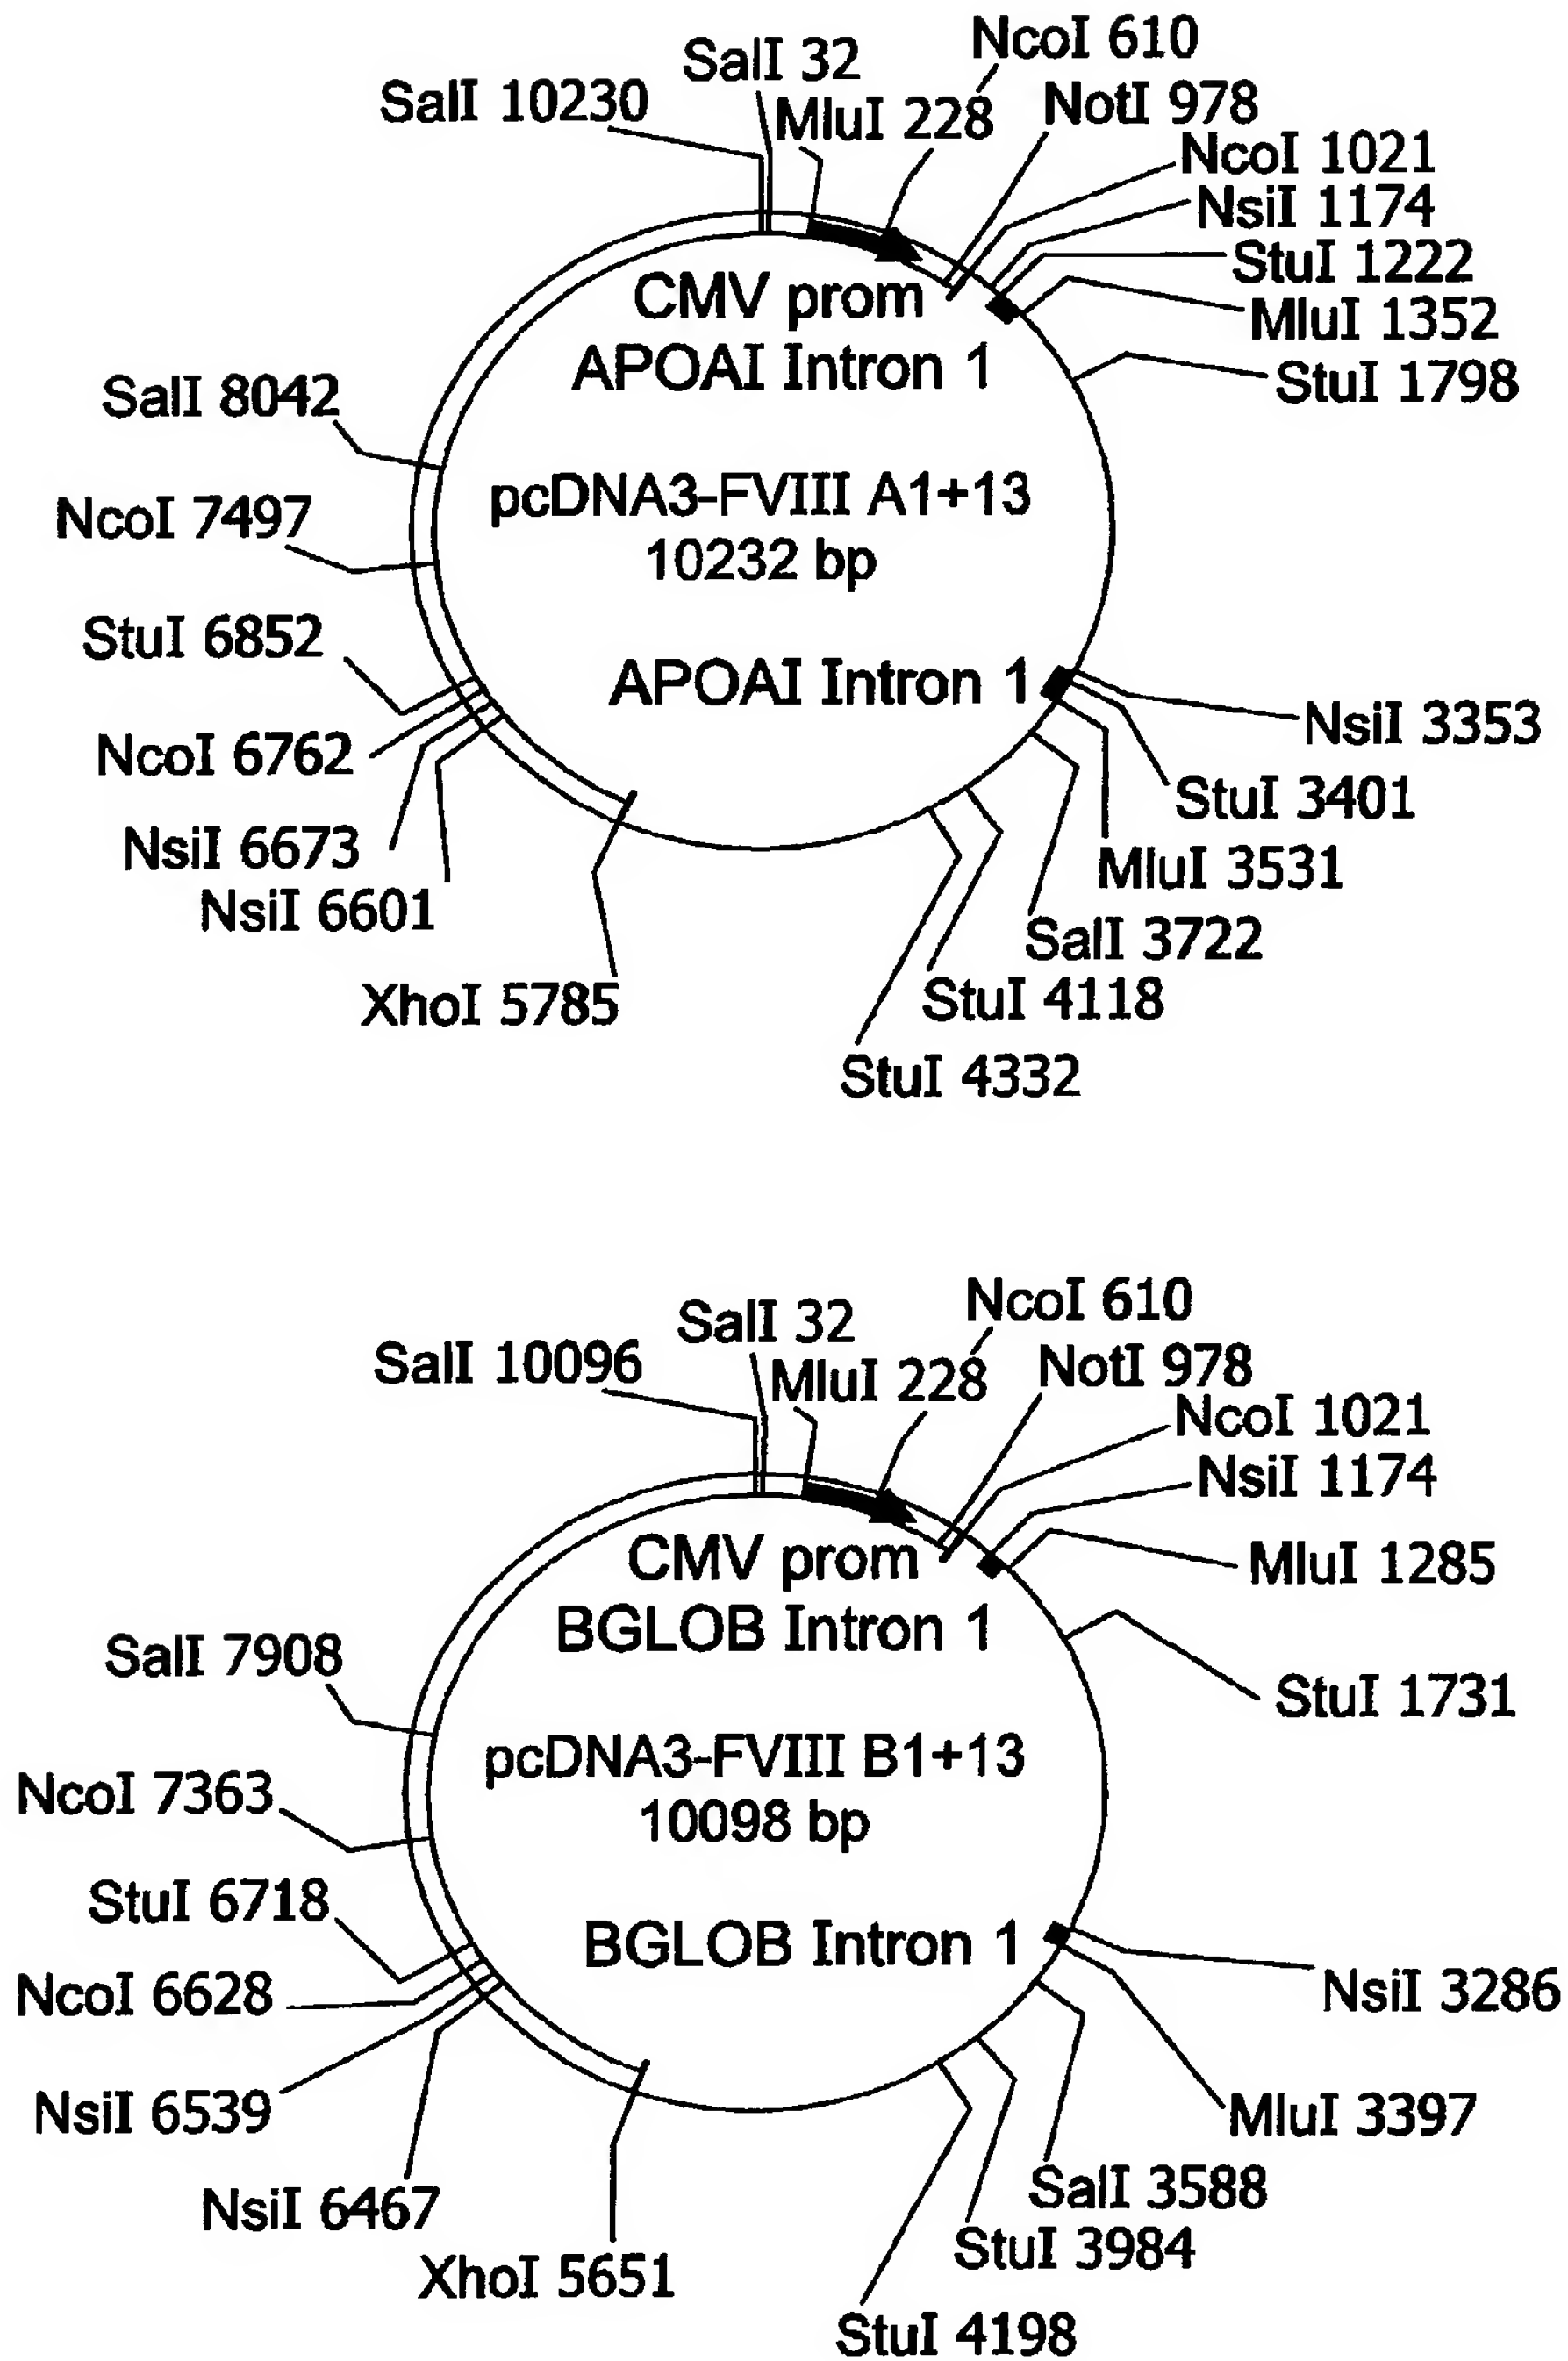 NcoI 610
SalI 32
SalI 10230
MluI 228
NotI 978
NcoI 1021
NsiI 1174
StuI 1222
CMV prom
MluI 1352
APOAI Intron 1
StuI 1798
SalI 8042
pcDNA3-FVIII A1+13
NcoI 7497
10232 bp
StuI 6852
APOAI Intron 1
NsiI 3353
NcoI 6762
StuI 3401
NsiI 6673
MluI 3531
NsiI 6601
SalI 3722
XhoI 5785
StuI 4118
StuI 4332
NcoI 610
SalI 32
SalI 10096
MluI 228
NotI 978
NcoI 1021
NsiI 1174
CMV prom
MluI 1285
BGLOB Intron 1
SalI 7908
StuI 1731
pcDNA3-FVIII B1+13
NcoI 7363
10098 bp
StuI 6718
BGLOB Intron 1
NcoI 6628
NsiI 3286
NsiI 6539
MluI 3397
SalI 3588
NsiI 6467
StuI 3984
XhoI 5651
StuI 4198